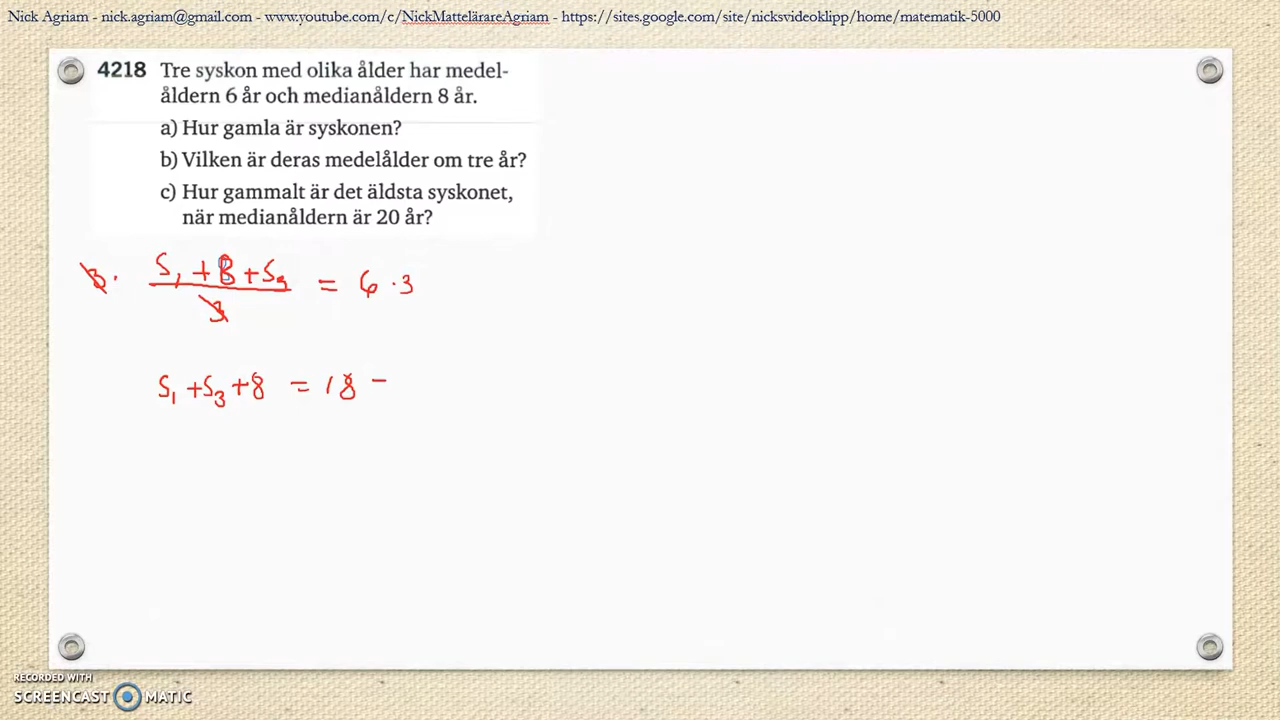 Nick Agriam - nick.agriam@gmail.com - www.youtube.com/c/NickMattelärareAgriam - https://sites.google.com/site/nicksvideoklipp/home/matematik-5000
4218 Tre syskon med olika ålder har medel-
åldern 6 år och medianåldern 8 år.
a) Hur gamla är syskonen?
b) Vilken är deras medelålder om tre år?
c) Hur gammalt är det äldsta syskonet,
när medianåldern är 20 år?
3 · (S₁ + 8 + S₃) / 3 = 6 · 3
S₁ + S₃ + 8 = 18 -
RECORDED WITH
SCREENCAST MATIC